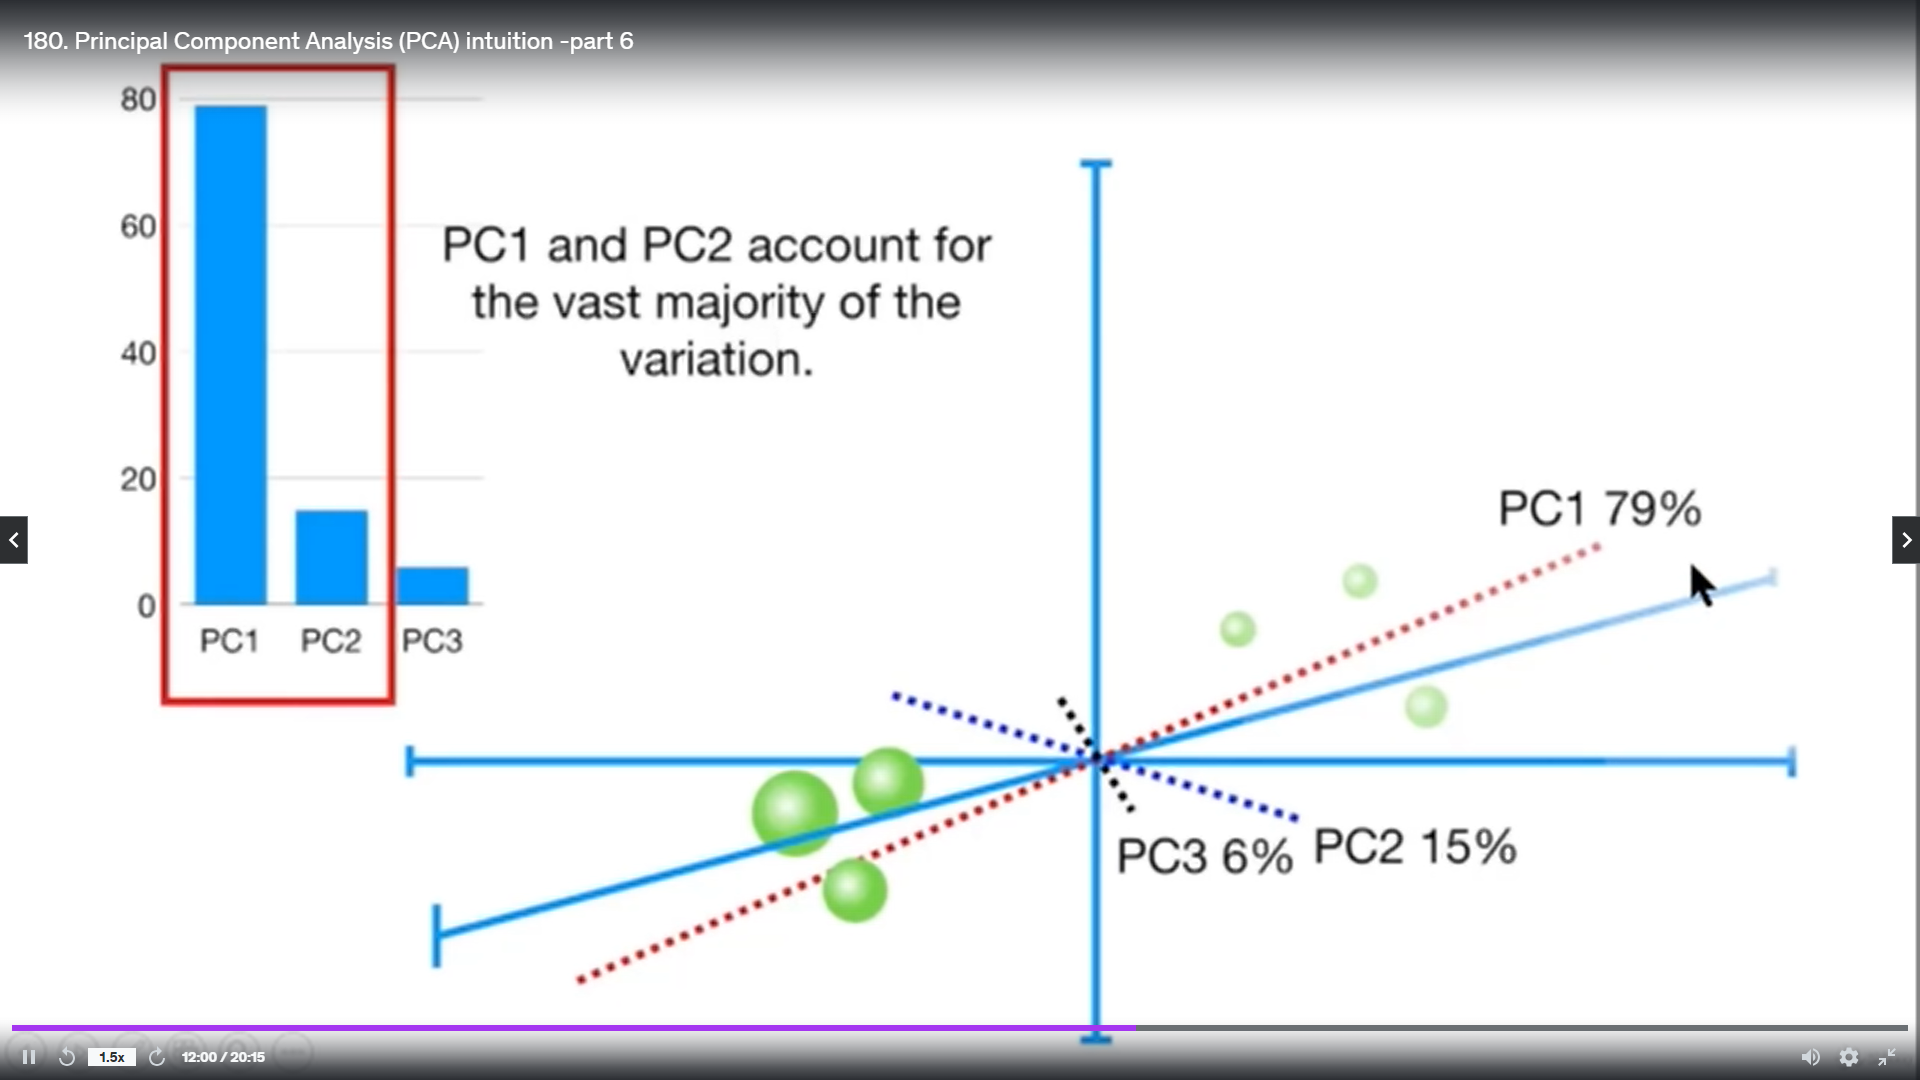 180. Principal Component Analysis (PCA) intuition -part 6
80
60
40
20
0
PC1 PC2 PC3
PC1 and PC2 account for
the vast majority of the
variation.
PC1 79%
PC3 6%
PC2 15%
1.5x
12:00 / 20:15